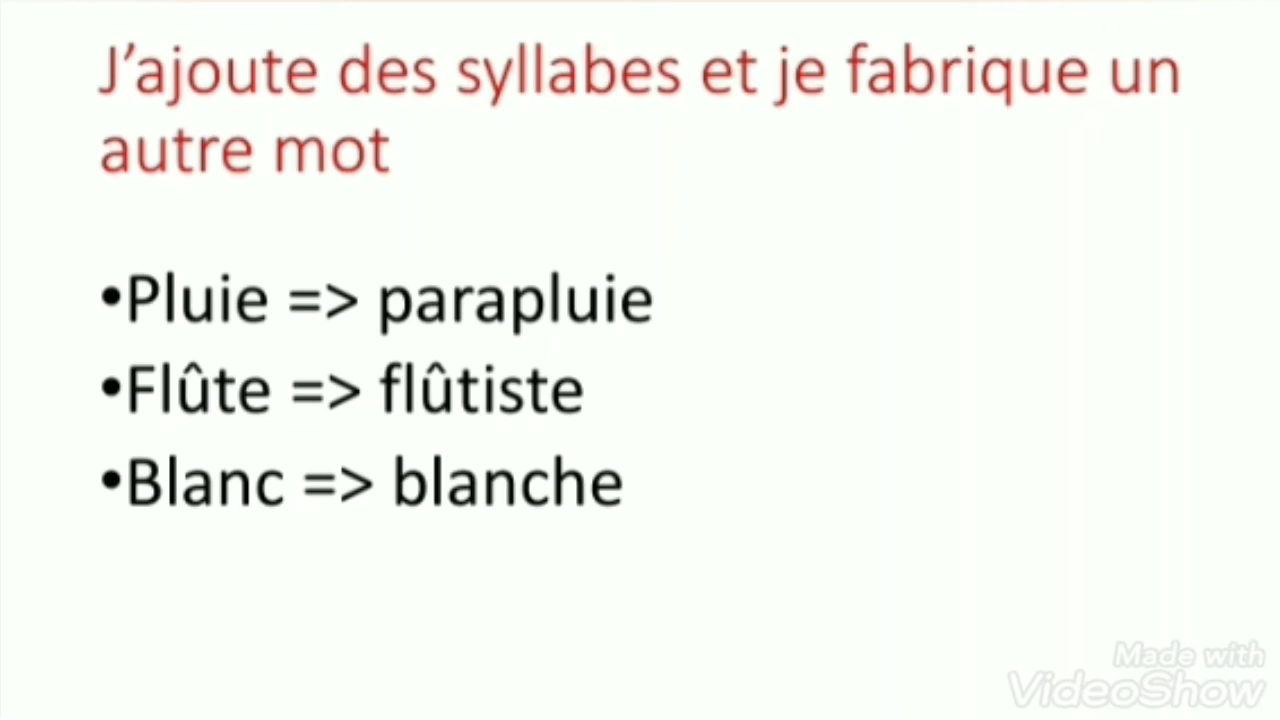 J’ajoute des syllabes et je fabrique un
autre mot
•Pluie => parapluie
•Flûte => flûtiste
•Blanc => blanche
Made with
VideoShow